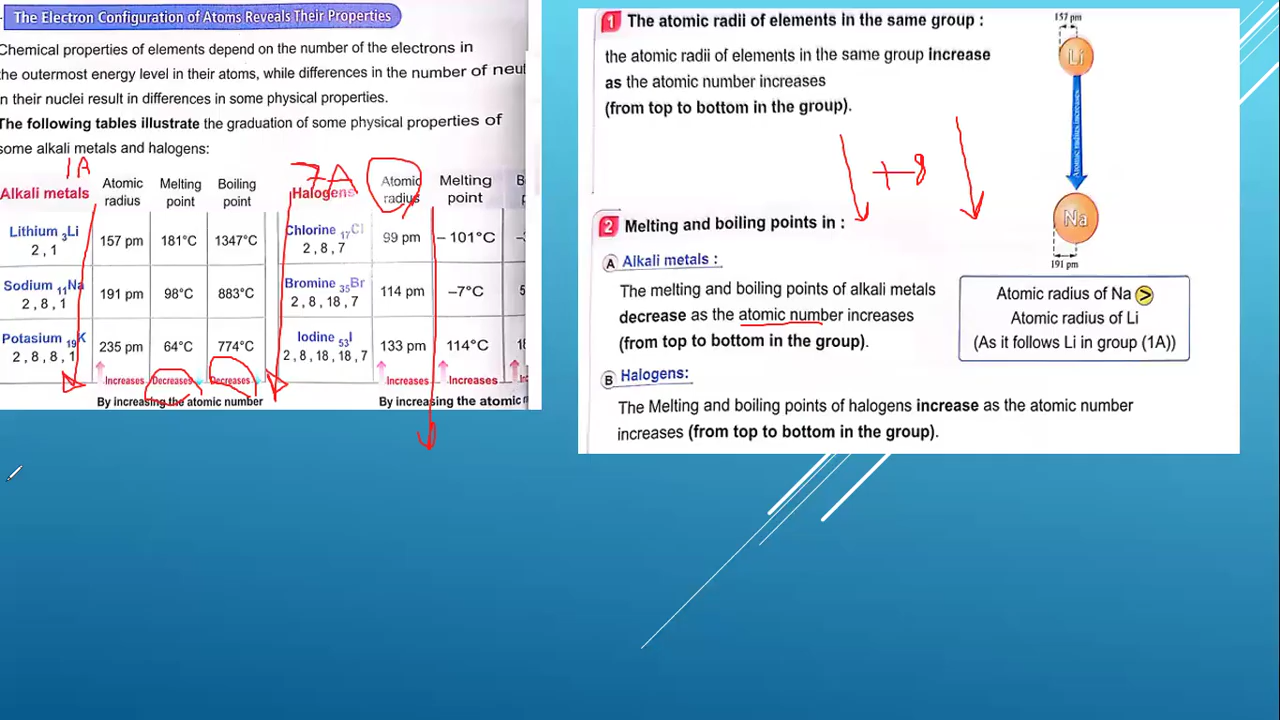 The Electron Configuration of Atoms Reveals Their Properties
Chemical properties of elements depend on the number of the electrons in
the outermost energy level in their atoms, while differences in the number of neut
n their nuclei result in differences in some physical properties.
The following tables illustrate the graduation of some physical properties of
some alkali metals and halogens:
1A
7A
Alkali metals Atomic radius Melting point Boiling point
Lithium 3Li 2 , 1 157 pm 181°C 1347°C
Sodium 11Na 2 , 8 , 1 191 pm 98°C 883°C
Potasium 19K 2 , 8 , 8 , 1 235 pm 64°C 774°C
Increases Decreases Decreases
By increasing the atomic number
Halogens Atomic radius Melting point B
Chlorine 17Cl 2 , 8 , 7 99 pm – 101°C –
Bromine 35Br 2 , 8 , 18 , 7 114 pm –7°C 5
Iodine 53I 2 , 8 , 18 , 18 , 7 133 pm 114°C 18
Increases Increases
By increasing the atomic
1 The atomic radii of elements in the same group :
the atomic radii of elements in the same group increase
as the atomic number increases
(from top to bottom in the group).
+8
157 pm
Li
Atomic radius increases
Na
191 pm
2 Melting and boiling points in :
A Alkali metals :
The melting and boiling points of alkali metals
decrease as the atomic number increases
(from top to bottom in the group).
Atomic radius of Na >
Atomic radius of Li
(As it follows Li in group (1A))
B Halogens:
The Melting and boiling points of halogens increase as the atomic number
increases (from top to bottom in the group).